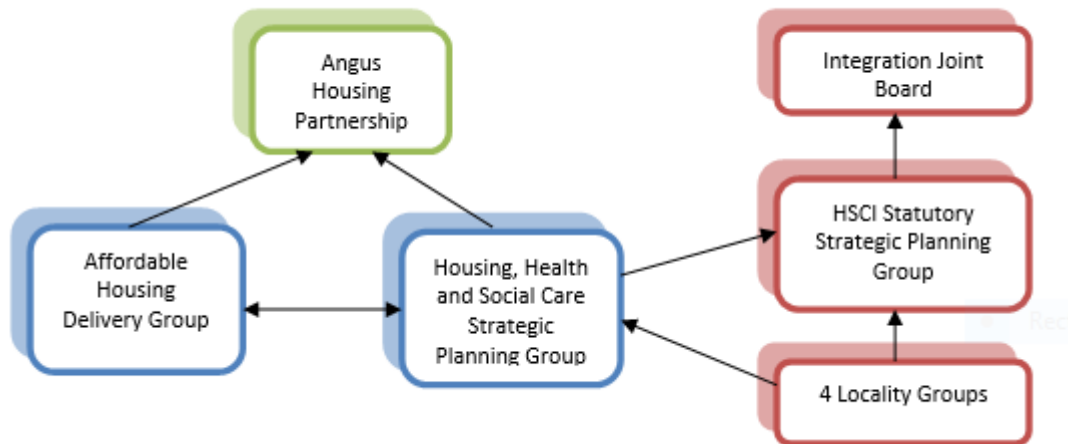 Angus
Housing
Partnership
Integration Joint
Board
Affordable
Housing
Delivery Group
Housing, Health
and Social Care
Strategic
Planning Group
HSCI Statutory
Strategic Planning
Group
4 Locality Groups
Rec